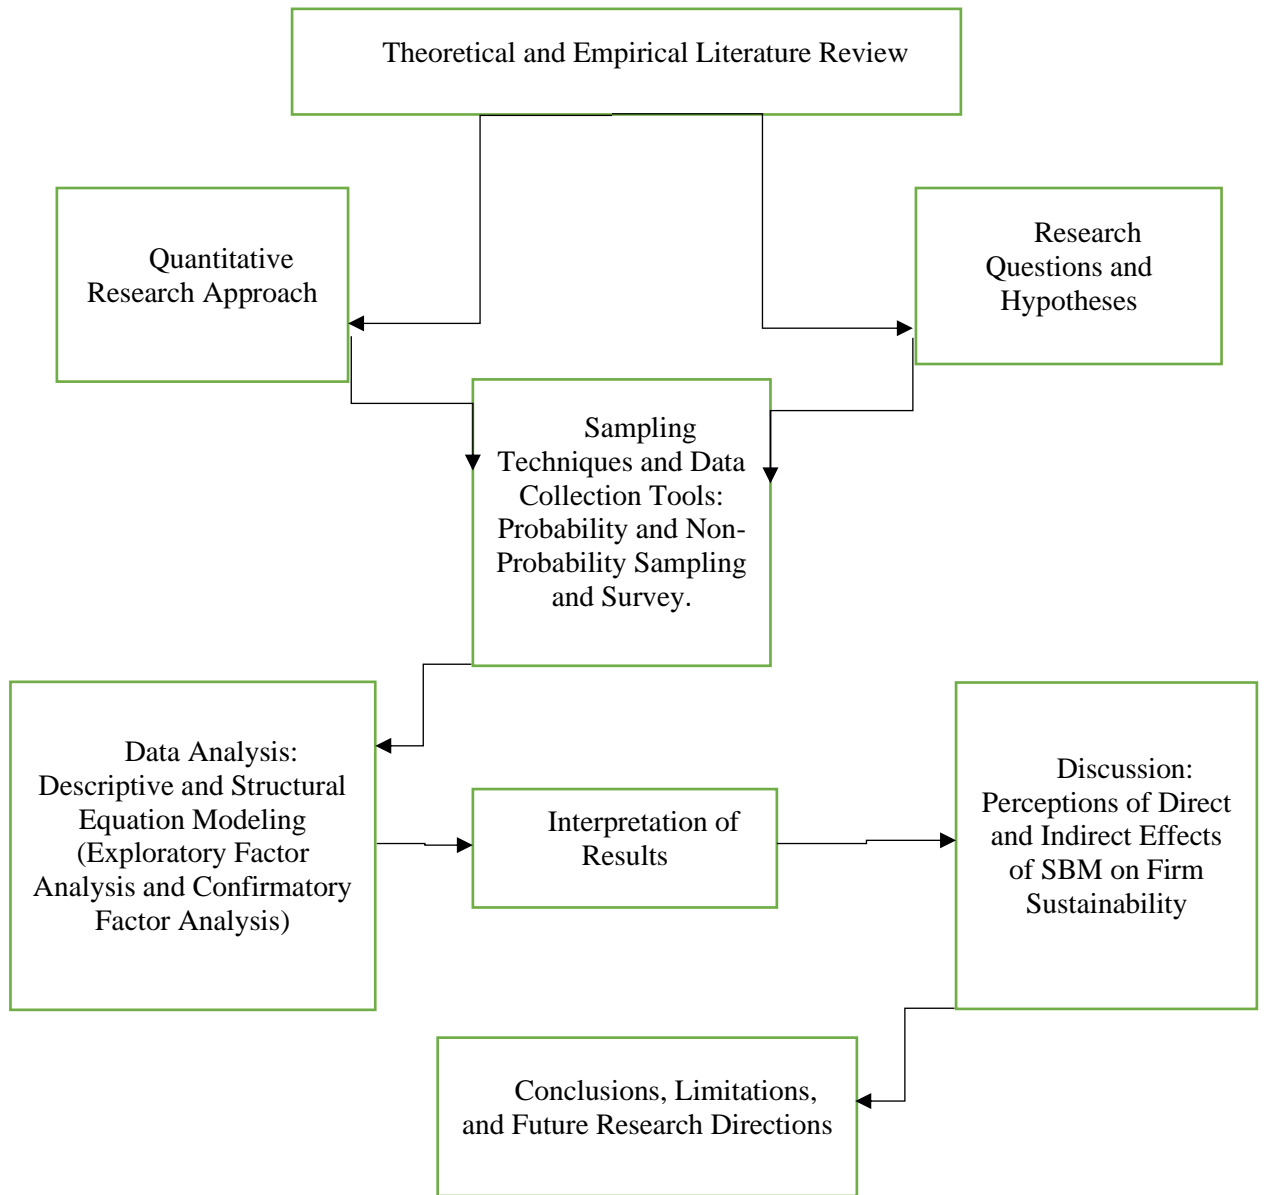 Theoretical and Empirical Literature Review
Quantitative
Research Approach
Research
Questions and
Hypotheses
Sampling
Techniques and Data
Collection Tools:
Probability and Non-
Probability Sampling
and Survey.
Data Analysis:
Descriptive and Structural
Equation Modeling
(Exploratory Factor
Analysis and Confirmatory
Factor Analysis)
Interpretation of
Results
Discussion:
Perceptions of Direct
and Indirect Effects
of SBM on Firm
Sustainability
Conclusions, Limitations,
and Future Research Directions